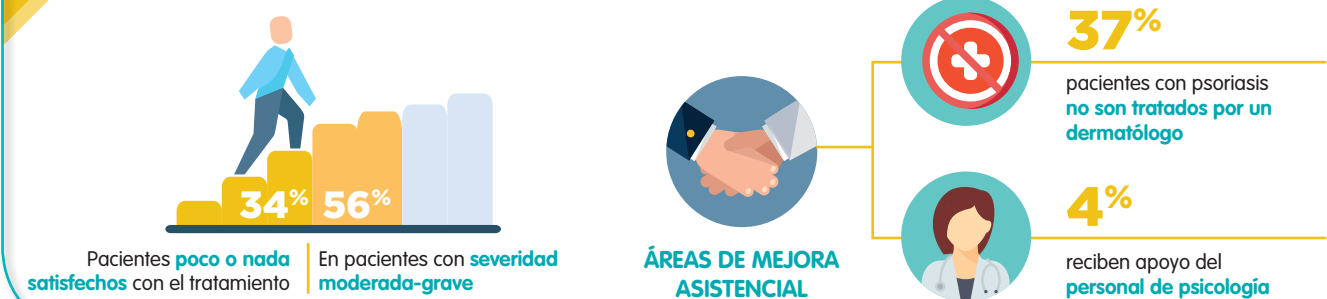 34% 56%
Pacientes poco o nada
satisfechos con el tratamiento
En pacientes con severidad
moderada-grave
ÁREAS DE MEJORA
ASISTENCIAL
37%
pacientes con psoriasis
no son tratados por un
dermatólogo
4%
reciben apoyo del
personal de psicología